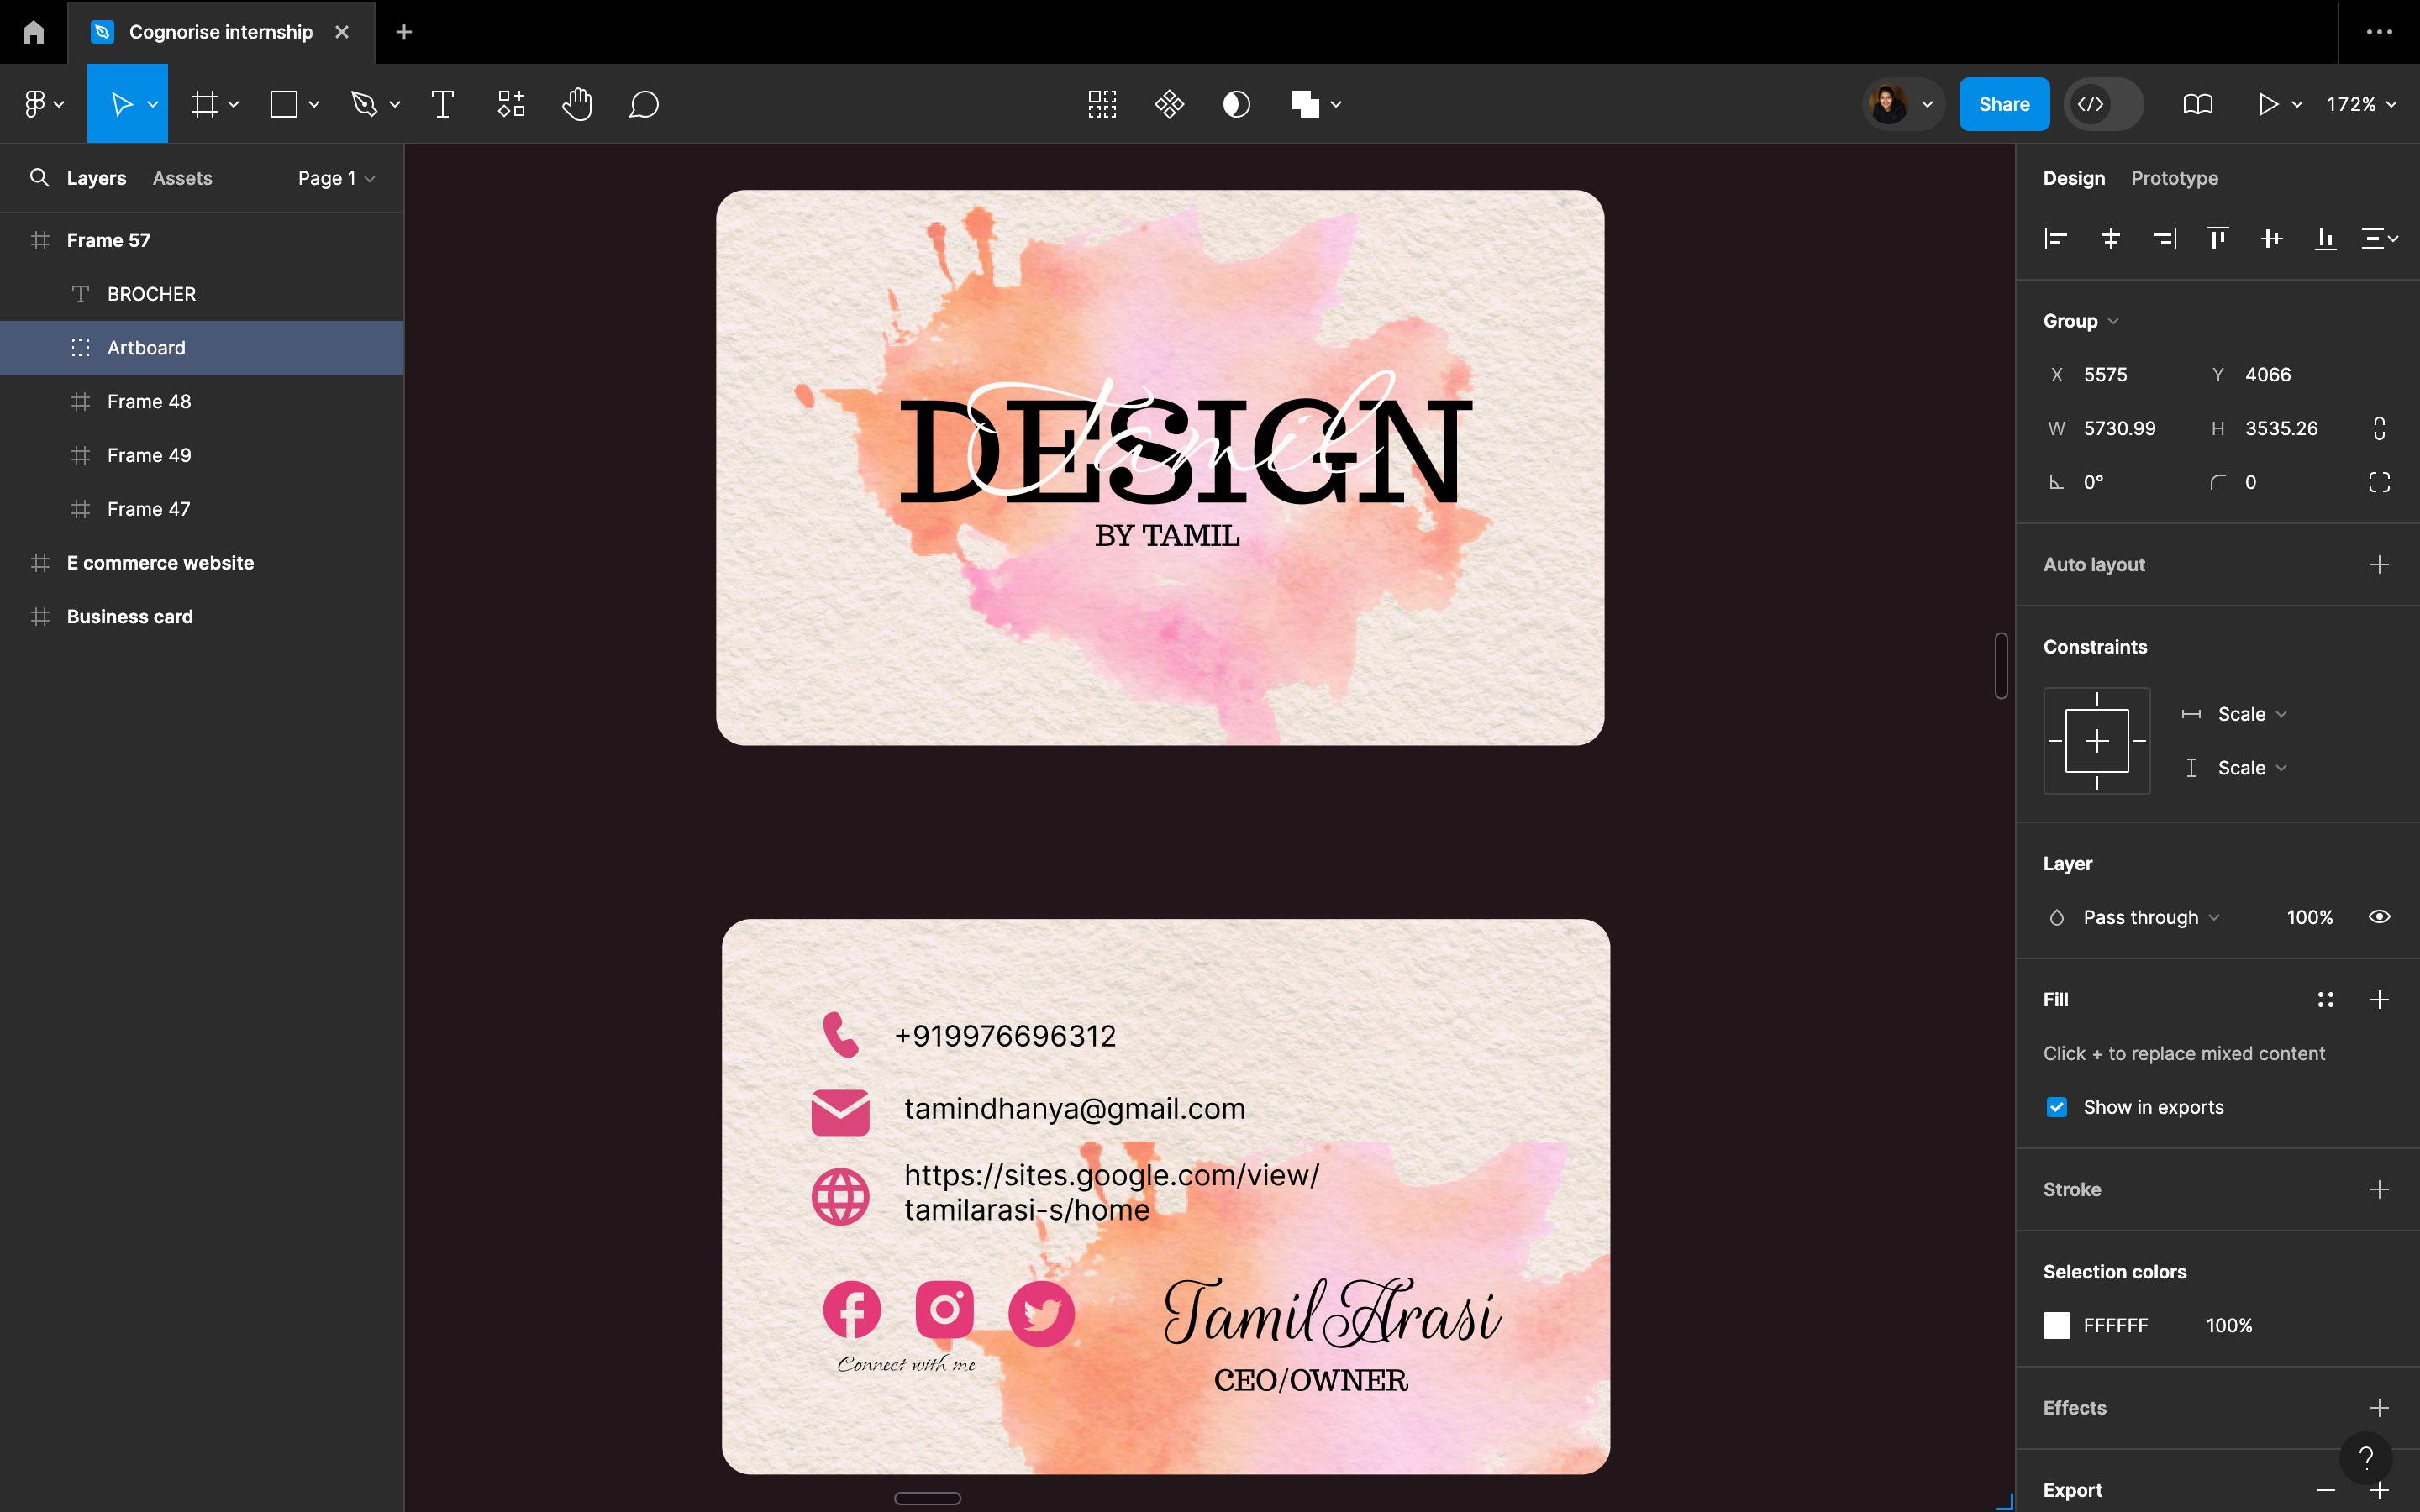 Cognorise internship
Share
172%
Layers Assets Page 1
Design Prototype
Frame 57
BROCHER
Artboard
Frame 48
Frame 49
Frame 47
E commerce website
Business card
DESIGN
Tamil
BY TAMIL
+919976696312
tamindhanya@gmail.com
https://sites.google.com/view/
tamilarasi-s/home
Connect with me
Tamil Arasi
CEO/OWNER
Group
X 5575 Y 4066
W 5730.99 H 3535.26
0° 0
Auto layout
Constraints
Scale
Scale
Layer
Pass through 100%
Fill
Click + to replace mixed content
Show in exports
Stroke
Selection colors
FFFFFF 100%
Effects
?
Export